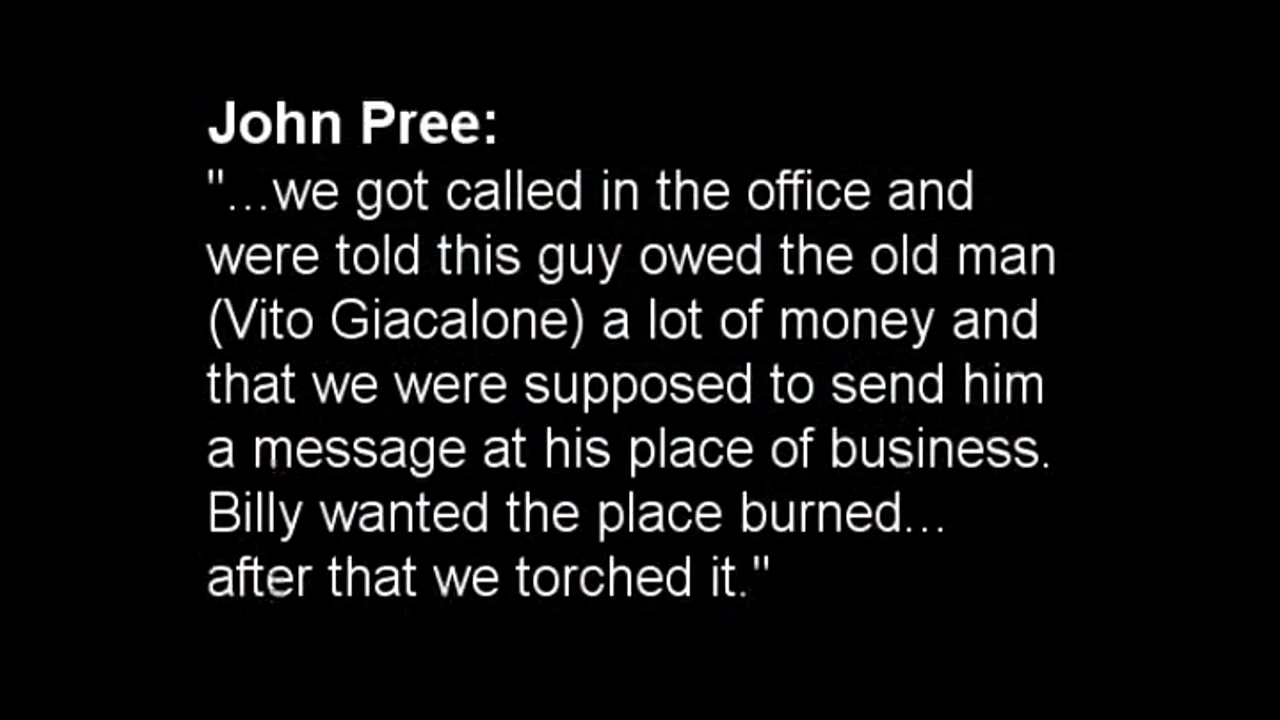 John Pree:
"...we got called in the office and
were told this guy owed the old man
(Vito Giacalone) a lot of money and
that we were supposed to send him
a message at his place of business.
Billy wanted the place burned...
after that we torched it."